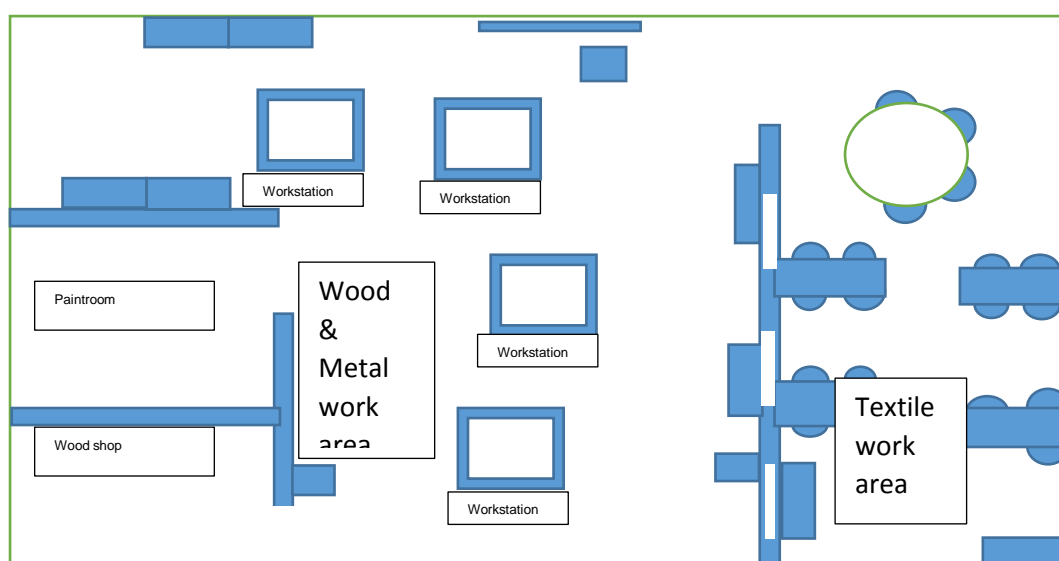 Workstation
Workstation
Paintroom
Wood
&
Metal
work
area
Workstation
Wood shop
Textile
work
area
Workstation